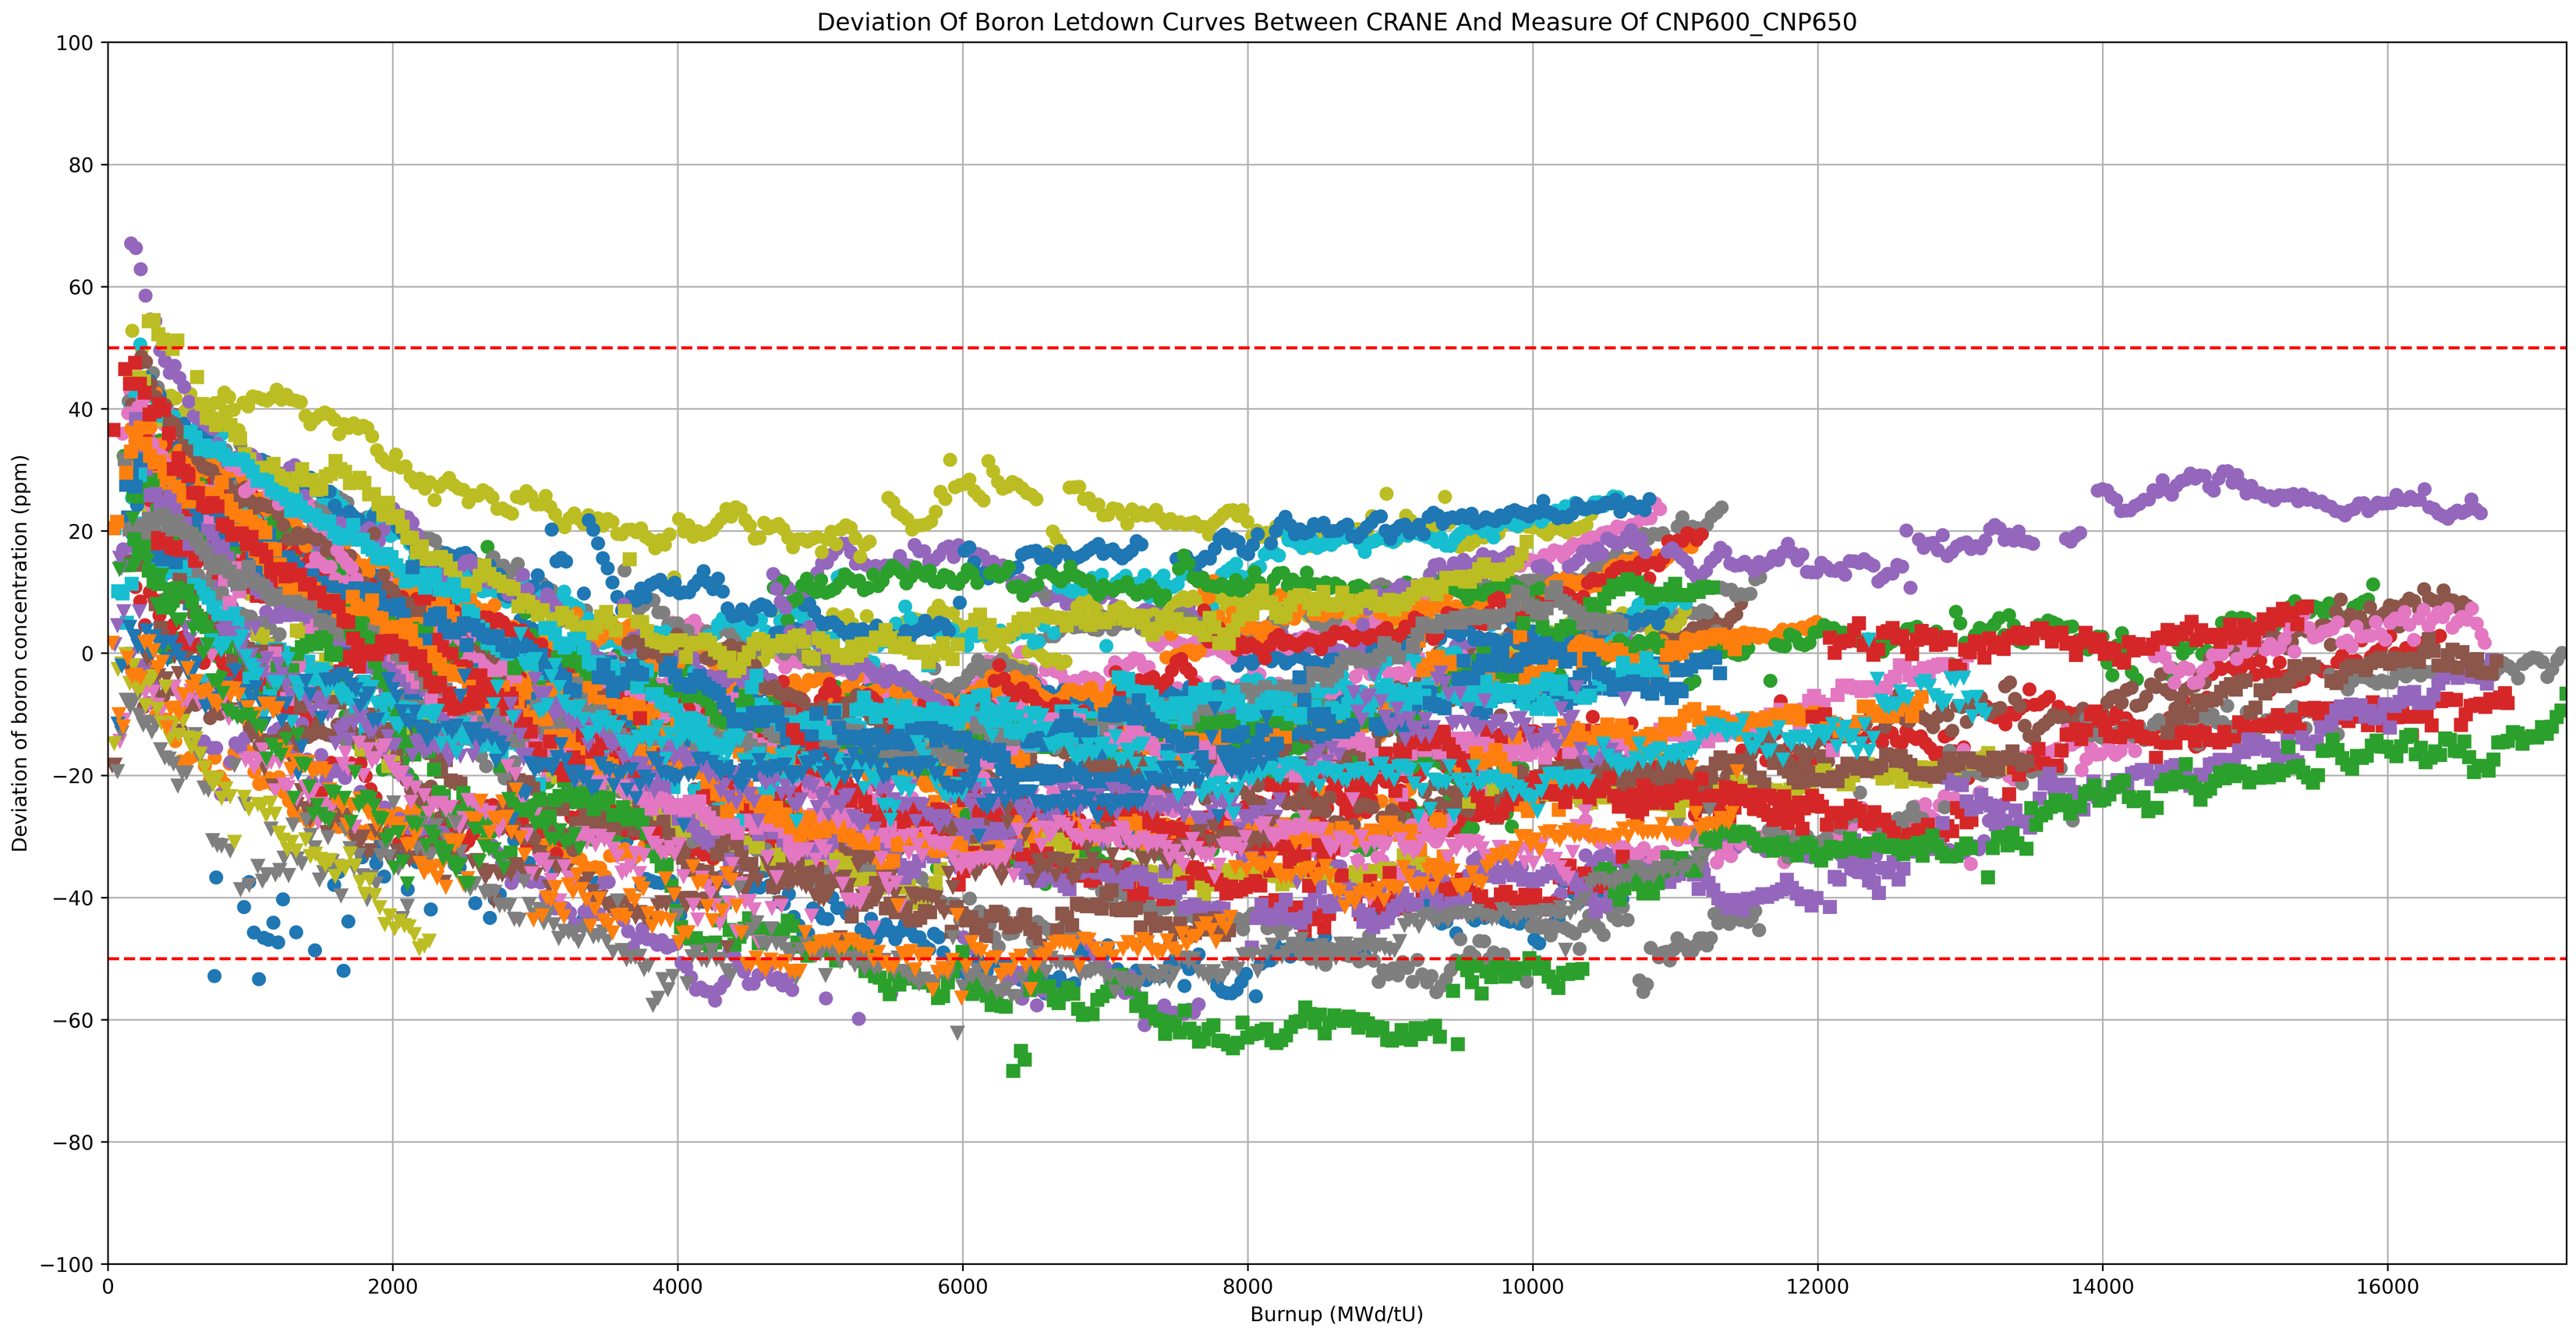 Deviation Of Boron Letdown Curves Between CRANE And Measure Of CNP600_CNP650
Deviation of boron concentration (ppm)
100
80
60
40
20
0
−20
−40
−60
−80
−100
0 2000 4000 6000 8000 10000 12000 14000 16000
Burnup (MWd/tU)